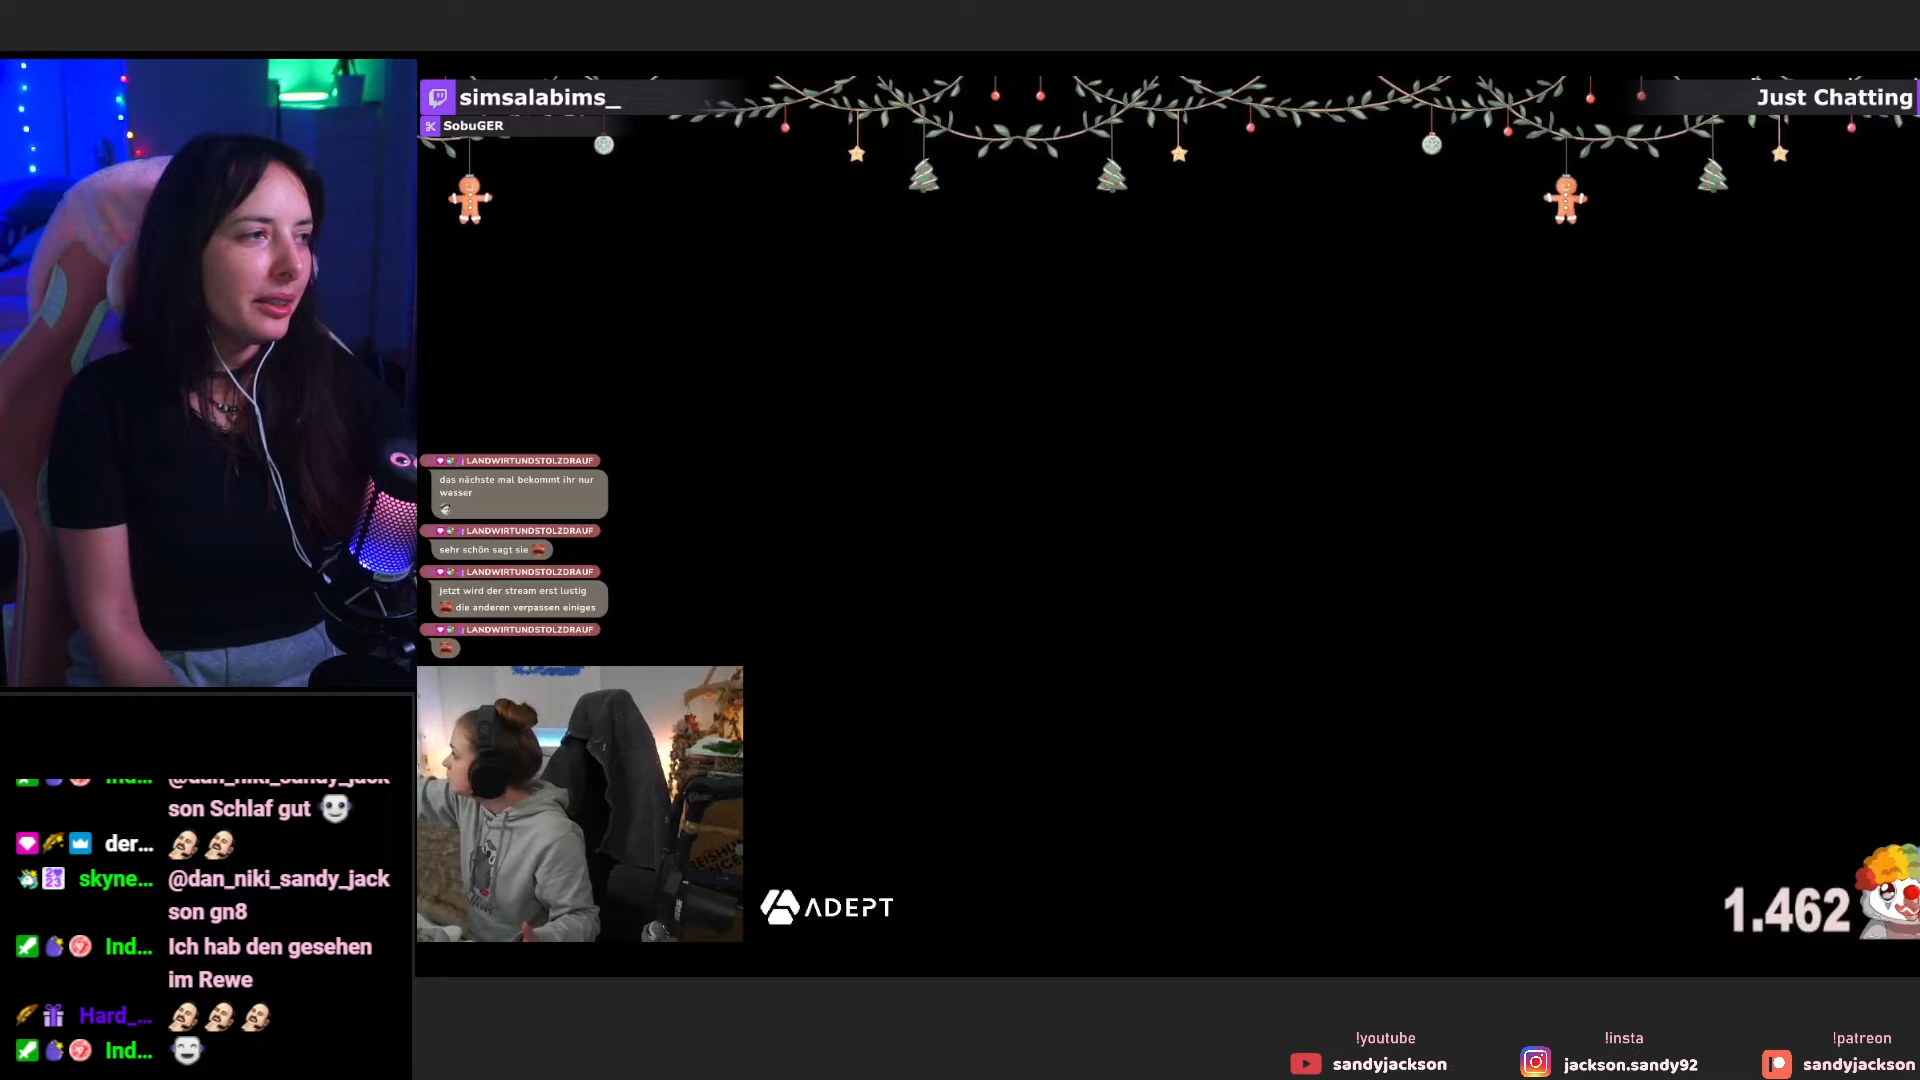 simsalabims_
SobuGER
Just Chatting
LANDWIRTUNDSTOLZDRAUF
das nächste mal bekommt ihr nur
wasser
LANDWIRTUNDSTOLZDRAUF
sehr schön sagt sie
LANDWIRTUNDSTOLZDRAUF
jetzt wird der stream erst lustig
die anderen verpassen einiges
LANDWIRTUNDSTOLZDRAUF
Ind... @dan_niki_sandy_jack
son Schlaf gut
der...
skyne... @dan_niki_sandy_jack
son gn8
Ind... Ich hab den gesehen
im Rewe
Hard_...
Ind...
ADEPT
1.462
!youtube
sandyjackson
!insta
jackson.sandy92
!patreon
sandyjackson